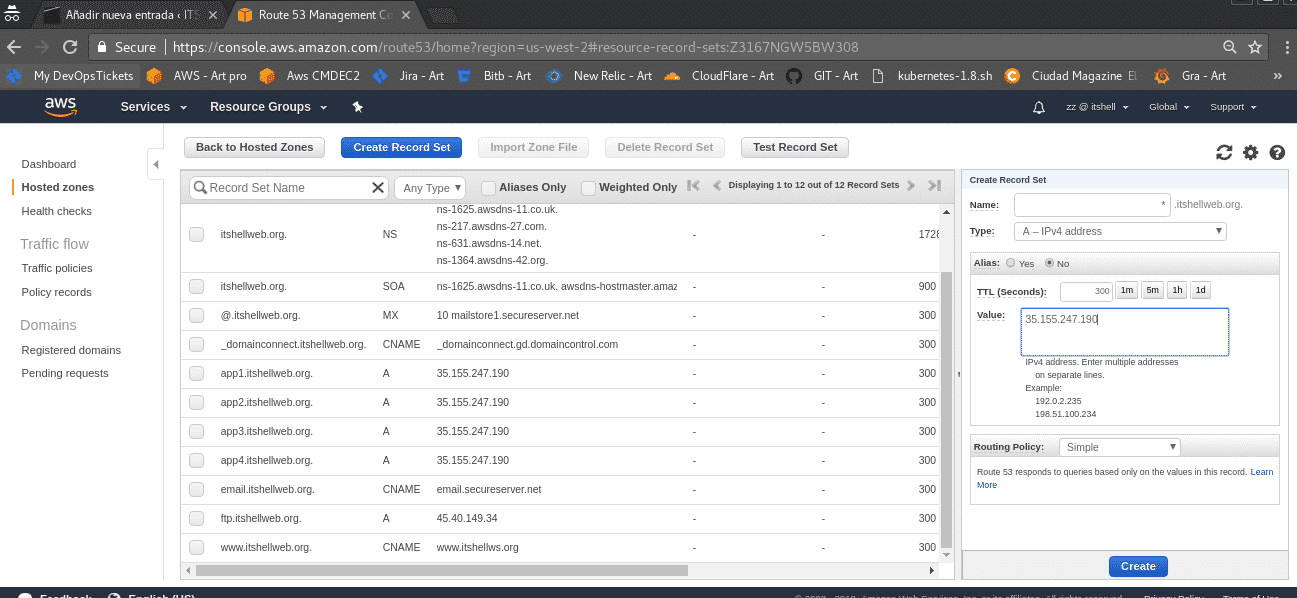 Añadir nueva entrada ‹ ITS
Route 53 Management Co
Secure
https://console.aws.amazon.com/route53/home?region=us-west-2#resource-record-sets:Z3167NGW5BW308
My DevOpsTickets AWS - Art pro Aws CMDEC2 Jira - Art Bitb - Art New Relic - Art CloudFlare - Art GIT - Art kubernetes-1.8.sh Ciudad Magazine El Gra - Art »
aws Services Resource Groups zz @ itshell Global Support
Dashboard
Hosted zones
Health checks
Traffic flow
Traffic policies
Policy records
Domains
Registered domains
Pending requests
Back to Hosted Zones Create Record Set Import Zone File Delete Record Set Test Record Set
Record Set Name Any Type Aliases Only Weighted Only Displaying 1 to 12 out of 12 Record Sets
ns-1625.awsdns-11.co.uk.
ns-217.awsdns-27.com.
itshellweb.org. NS - - 1728
ns-631.awsdns-14.net.
ns-1364.awsdns-42.org.
itshellweb.org. SOA ns-1625.awsdns-11.co.uk. awsdns-hostmaster.amaz - - 900
@.itshellweb.org. MX 10 mailstore1.secureserver.net - - 300
_domainconnect.itshellweb.org. CNAME _domainconnect.gd.domaincontrol.com - - 300
app1.itshellweb.org. A 35.155.247.190 - - 300
app2.itshellweb.org. A 35.155.247.190 - - 300
app3.itshellweb.org. A 35.155.247.190 - - 300
app4.itshellweb.org. A 35.155.247.190 - - 300
email.itshellweb.org. CNAME email.secureserver.net - - 300
ftp.itshellweb.org. A 45.40.149.34 - - 300
www.itshellweb.org. CNAME www.itshellws.org - - 300
Create Record Set
Name: * .itshellweb.org.
Type: A – IPv4 address
Alias: Yes No
TTL (Seconds): 300 1m 5m 1h 1d
Value: 35.155.247.190
IPv4 address. Enter multiple addresses
on separate lines.
Example:
192.0.2.235
198.51.100.234
Routing Policy: Simple
Route 53 responds to queries based only on the values in this record. Learn
More
Create
Feedback English (US) © 2008 - 2018, Amazon Web Services, Inc. or its affiliates. All rights reserved. Privacy Policy Terms of Use